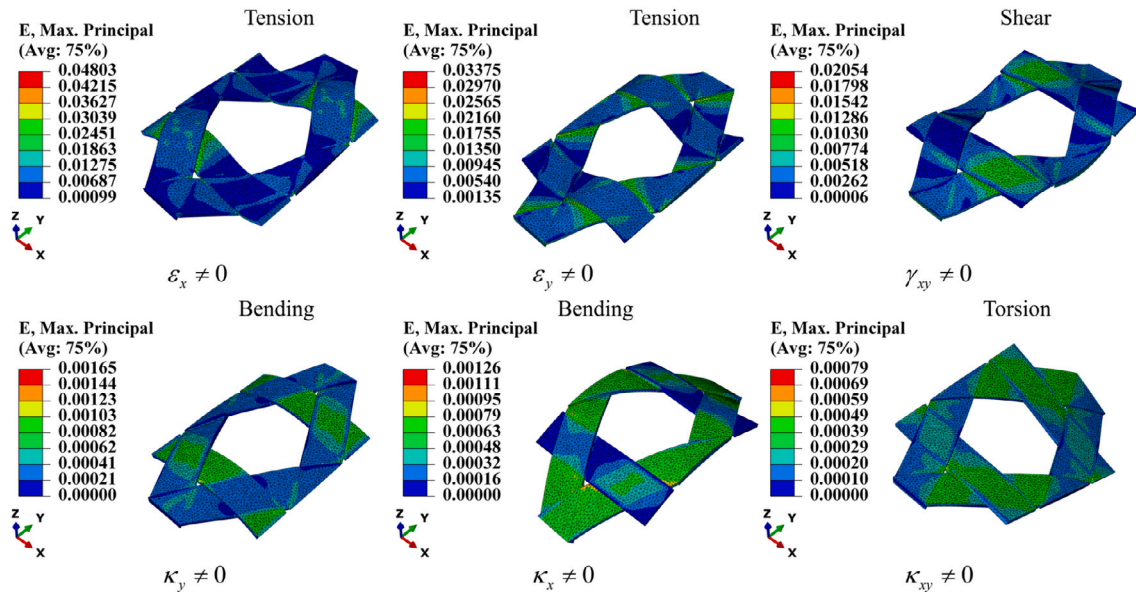 Tension
E, Max. Principal
(Avg: 75%)
0.04803
0.04215
0.03627
0.03039
0.02451
0.01863
0.01275
0.00687
0.00099
Z
Y
X
εx ≠ 0
Tension
E, Max. Principal
(Avg: 75%)
0.03375
0.02970
0.02565
0.02160
0.01755
0.01350
0.00945
0.00540
0.00135
Z
Y
X
εy ≠ 0
Shear
E, Max. Principal
(Avg: 75%)
0.02054
0.01798
0.01542
0.01286
0.01030
0.00774
0.00518
0.00262
0.00006
Z
Y
X
γxy ≠ 0
Bending
E, Max. Principal
(Avg: 75%)
0.00165
0.00144
0.00123
0.00103
0.00082
0.00062
0.00041
0.00021
0.00000
Z
Y
X
κy ≠ 0
Bending
E, Max. Principal
(Avg: 75%)
0.00126
0.00111
0.00095
0.00079
0.00063
0.00048
0.00032
0.00016
0.00000
Z
Y
X
κx ≠ 0
Torsion
E, Max. Principal
(Avg: 75%)
0.00079
0.00069
0.00059
0.00049
0.00039
0.00029
0.00020
0.00010
0.00000
Z
Y
X
κxy ≠ 0